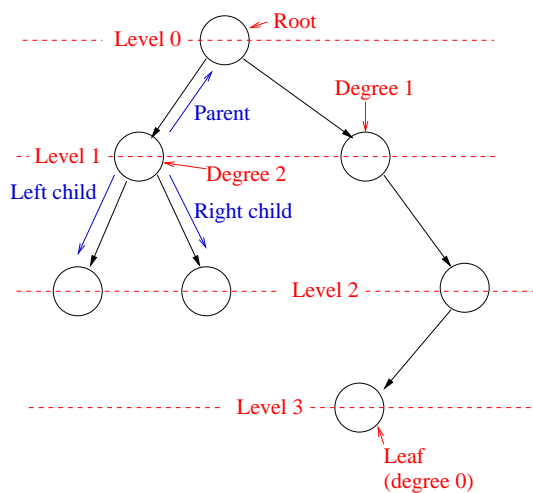 Root
Level 0
Degree 1
Parent
Level 1
Degree 2
Left child
Right child
Level 2
Level 3
Leaf
(degree 0)